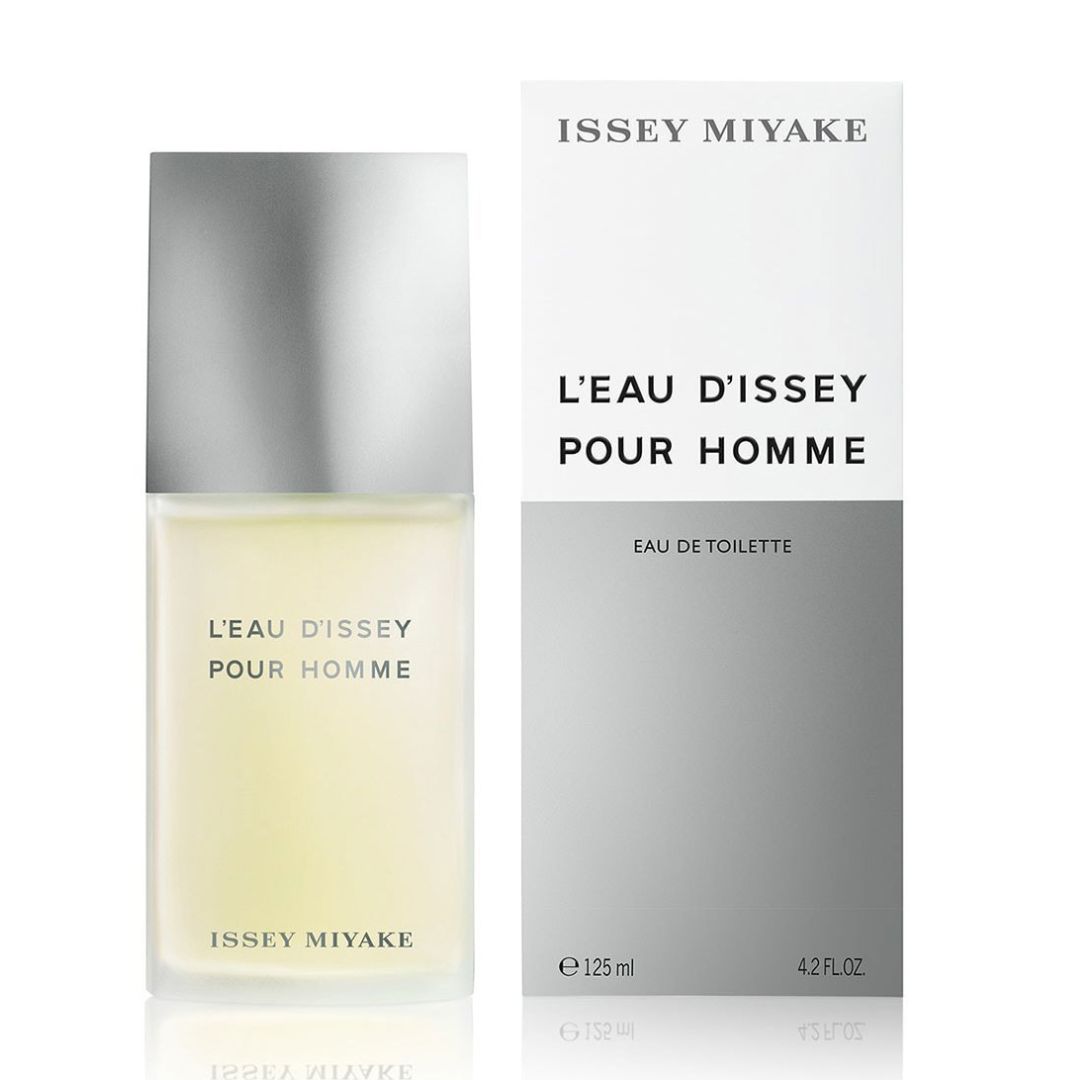 L'EAU D'ISSEY
POUR HOMME
ISSEY MIYAKE
ISSEY MIYAKE
L'EAU D'ISSEY
POUR HOMME
EAU DE TOILETTE
℮ 125 ml
4.2 FL.OZ.